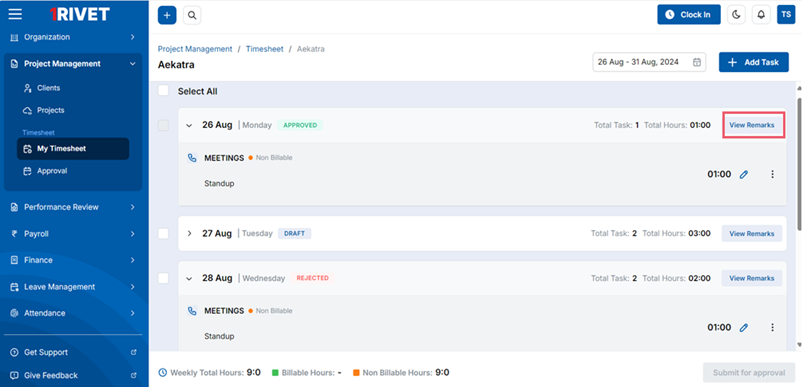 1RIVET
Clock In
TS
Organization
Project Management
Clients
Projects
Timesheet
My Timesheet
Approval
Performance Review
Payroll
Finance
Leave Management
Attendance
Get Support
Give Feedback
Project Management / Timesheet / Aekatra
Aekatra
26 Aug - 31 Aug, 2024
Add Task
Select All
26 Aug | Monday APPROVED Total Task: 1 Total Hours: 01:00 View Remarks
MEETINGS Non Billable
Standup
01:00
27 Aug | Tuesday DRAFT Total Task: 2 Total Hours: 03:00 View Remarks
28 Aug | Wednesday REJECTED Total Task: 2 Total Hours: 02:00 View Remarks
MEETINGS Non Billable
Standup
01:00
Weekly Total Hours: 9:0 Billable Hours: - Non Billable Hours: 9:0
Submit for approval